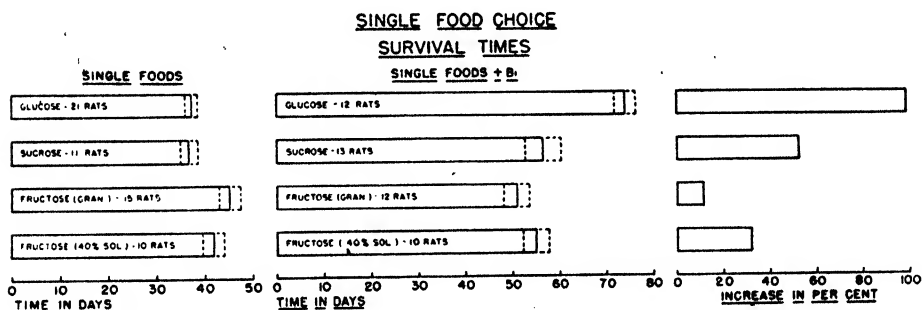 SINGLE FOOD CHOICE
SURVIVAL TIMES
SINGLE FOODS
GLUCOSE - 21 RATS
SUCROSE - 11 RATS
FRUCTOSE (GRAN) - 15 RATS
FRUCTOSE (40% SOL) - 10 RATS
0 10 20 30 40 50
TIME IN DAYS
SINGLE FOODS + B1
GLUCOSE - 12 RATS
SUCROSE - 13 RATS
FRUCTOSE (GRAN) - 12 RATS
FRUCTOSE (40% SOL) - 10 RATS
0 10 20 30 40 50 60 70 80
TIME IN DAYS
0 20 40 60 80 100
INCREASE IN PER CENT